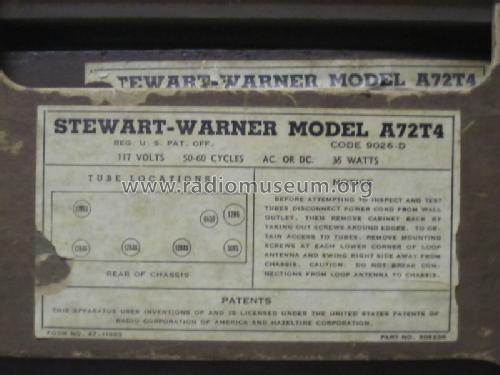 TEWART-WARNER MODEL A72T4
STEWART-WARNER MODEL A72T4
REG. U. S. PAT. OFF.
CODE 9026-D
117 VOLTS 50-60 CYCLES AC. OR DC. 35 WATTS
TUBE LOCATIONS
REAR OF CHASSIS
NOTICE
BEFORE ATTEMPTING TO INSPECT AND TEST
TUBES DISCONNECT POWER CORD FROM WALL
OUTLET, THEN REMOVE CABINET BACK BY
TAKING OUT SCREWS AROUND EDGES. TO OB-
TAIN ACCESS TO TUBES, REMOVE MOUNTING
SCREWS AT EACH LOWER CORNER OF LOOP
ANTENNA AND SWING RIGHT SIDE AWAY FROM
CHASSIS. CAUTION: DO NOT BREAK CON-
NECTIONS FROM LOOP ANTENNA TO CHASSIS.
www.radiomuseum.org
PATENTS
THIS APPARATUS USES INVENTIONS OF AND IS LICENSED UNDER THE UNITED STATES PATENTS OF
RADIO CORPORATION OF AMERICA AND HAZELTINE CORPORATION.
FORM NO.
PART NO.